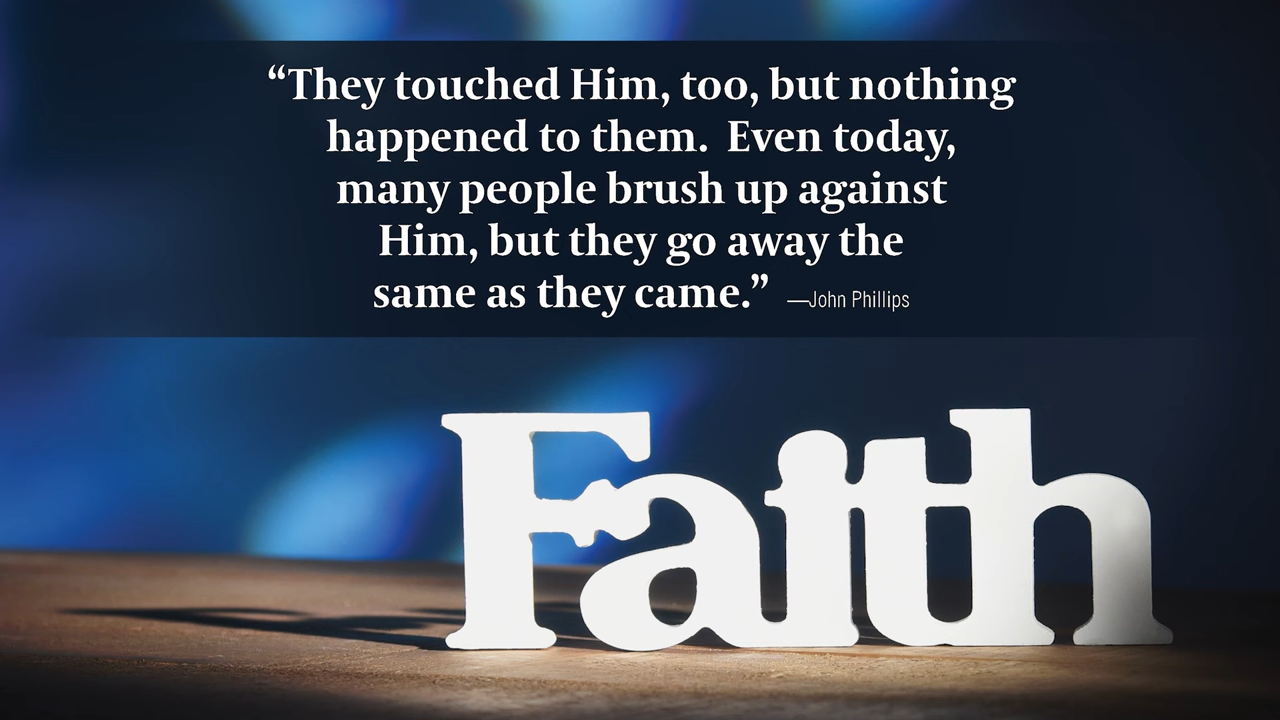 “They touched Him, too, but nothing
happened to them.  Even today,
many people brush up against
Him, but they go away the
same as they came.” —John Phillips
Faith